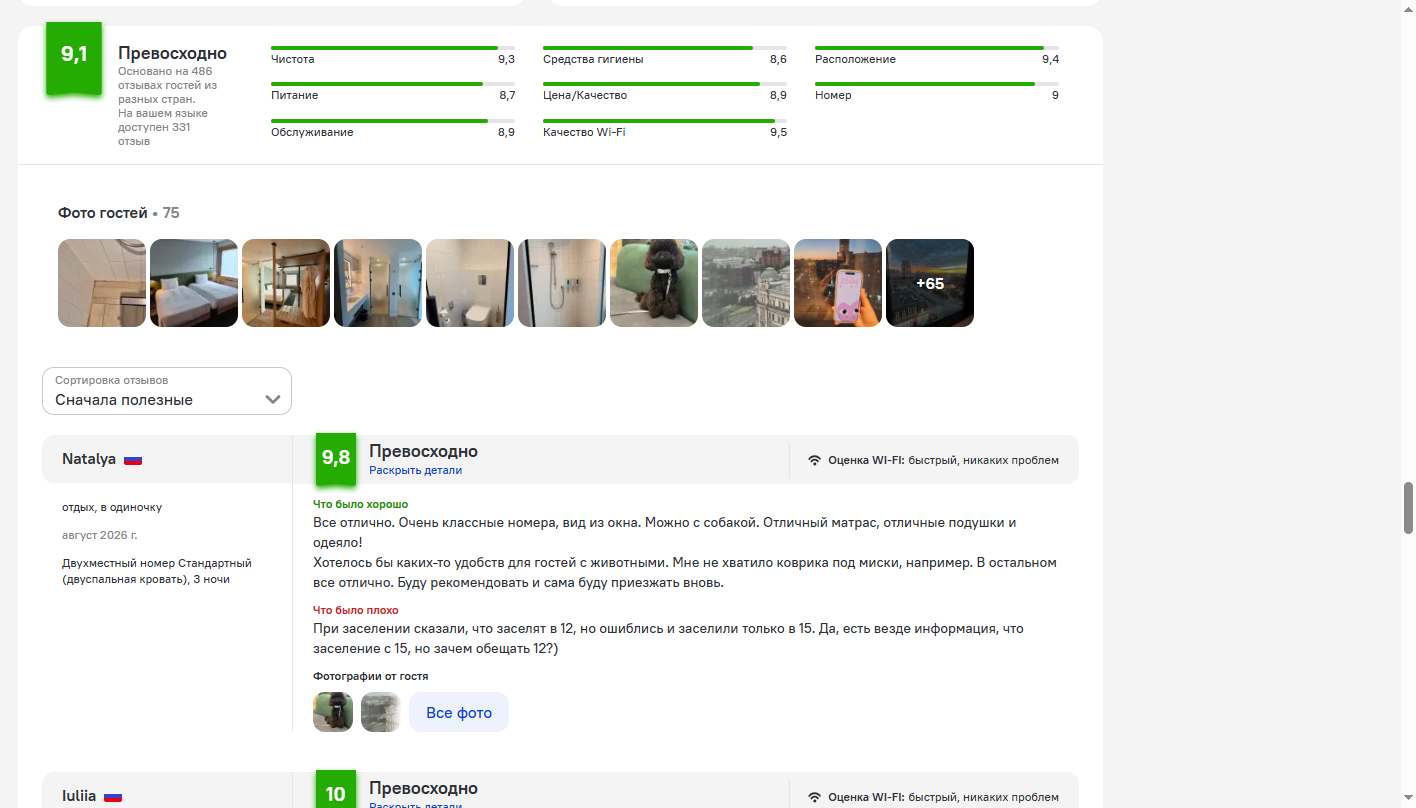 9,1
Превосходно
Основано на 486
отзывах гостей из
разных стран.
На вашем языке
доступен 331
отзыв
Чистота 9,3
Питание 8,7
Обслуживание 8,9
Средства гигиены 8,6
Цена/Качество 8,9
Качество Wi-Fi 9,5
Расположение 9,4
Номер 9
Фото гостей • 75
+65
Сортировка отзывов
Сначала полезные
Natalya
9,8
Превосходно
Раскрыть детали
Оценка WI-FI: быстрый, никаких проблем
отдых, в одиночку
август 2026 г.
Двухместный номер Стандартный
(двуспальная кровать), 3 ночи
Что было хорошо
Все отлично. Очень классные номера, вид из окна. Можно с собакой. Отличный матрас, отличные подушки и
одеяло!
Хотелось бы каких-то удобств для гостей с животными. Мне не хватило коврика под миски, например. В остальном
все отлично. Буду рекомендовать и сама буду приезжать вновь.
Что было плохо
При заселении сказали, что заселят в 12, но ошиблись и заселили только в 15. Да, есть везде информация, что
заселение с 15, но зачем обещать 12?)
Фотографии от гостя
Все фото
Iuliia
10
Превосходно
Раскрыть детали
Оценка WI-FI: быстрый, никаких проблем